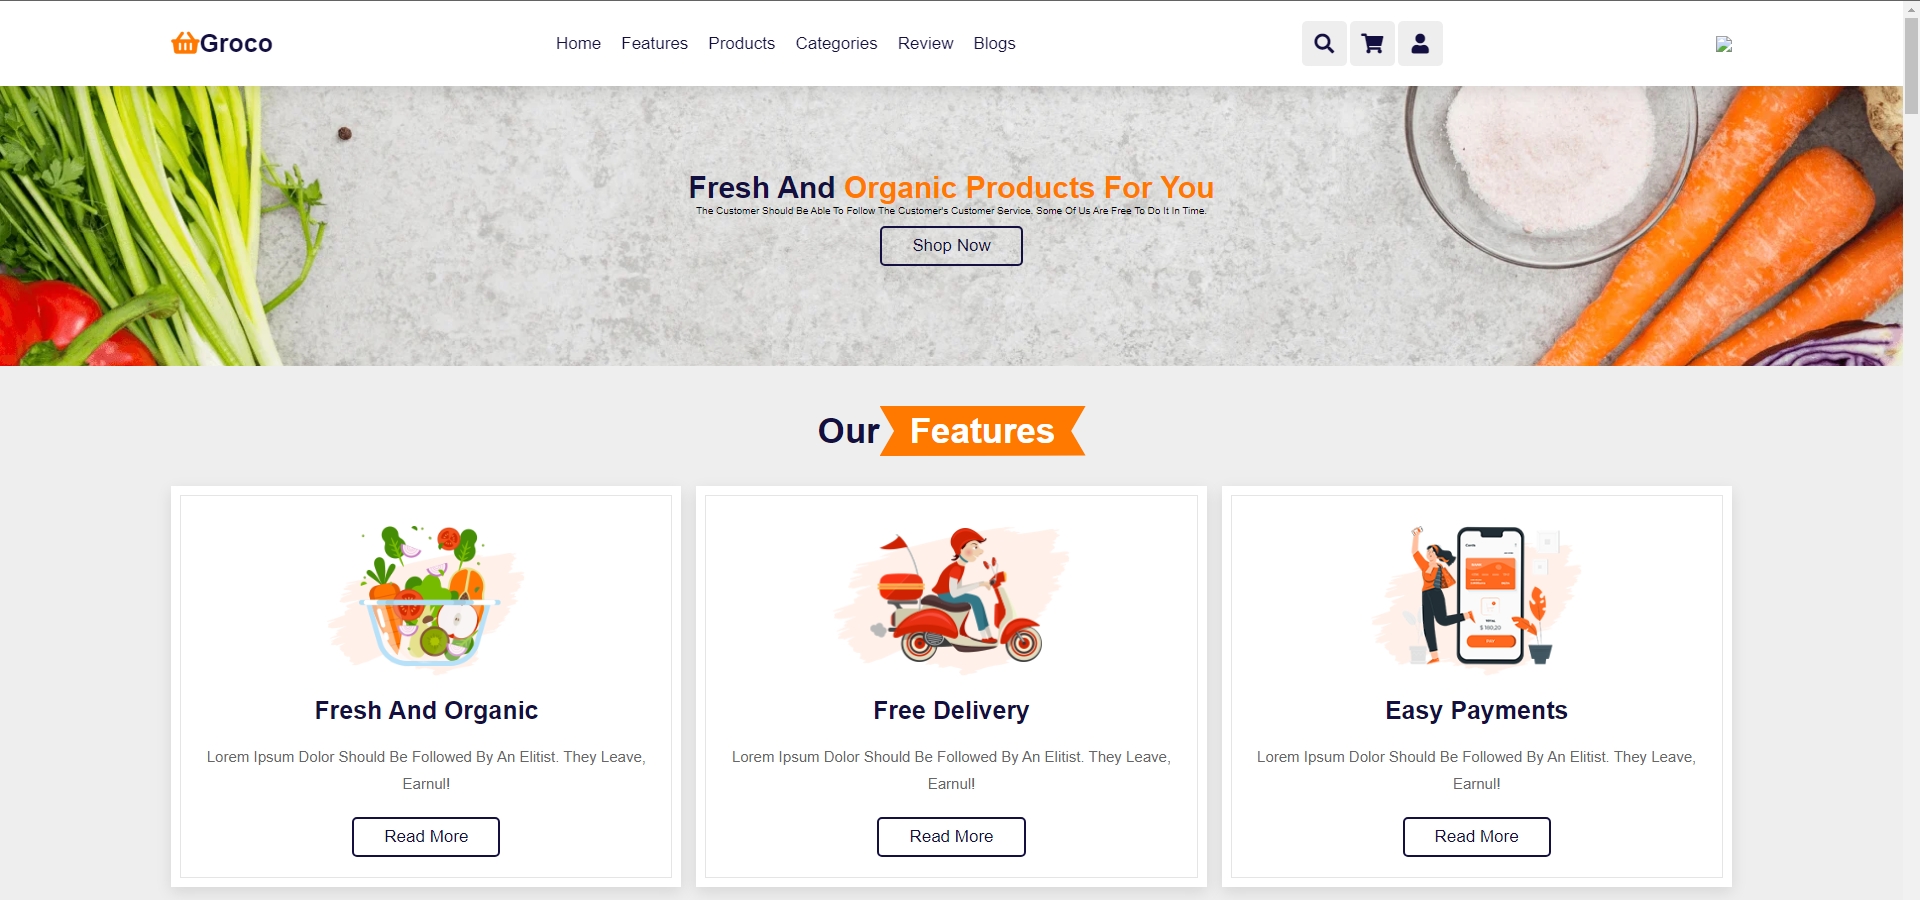 Groco
Home Features Products Categories Review Blogs
Fresh And Organic Products For You
The Customer Should Be Able To Follow The Customer's Customer Service. Some Of Us Are Free To Do It In Time.
Shop Now
Our Features
Fresh And Organic
Lorem Ipsum Dolor Should Be Followed By An Elitist. They Leave,
Earnul!
Read More
Free Delivery
Lorem Ipsum Dolor Should Be Followed By An Elitist. They Leave,
Earnul!
Read More
$ 160.20
Easy Payments
Lorem Ipsum Dolor Should Be Followed By An Elitist. They Leave,
Earnul!
Read More